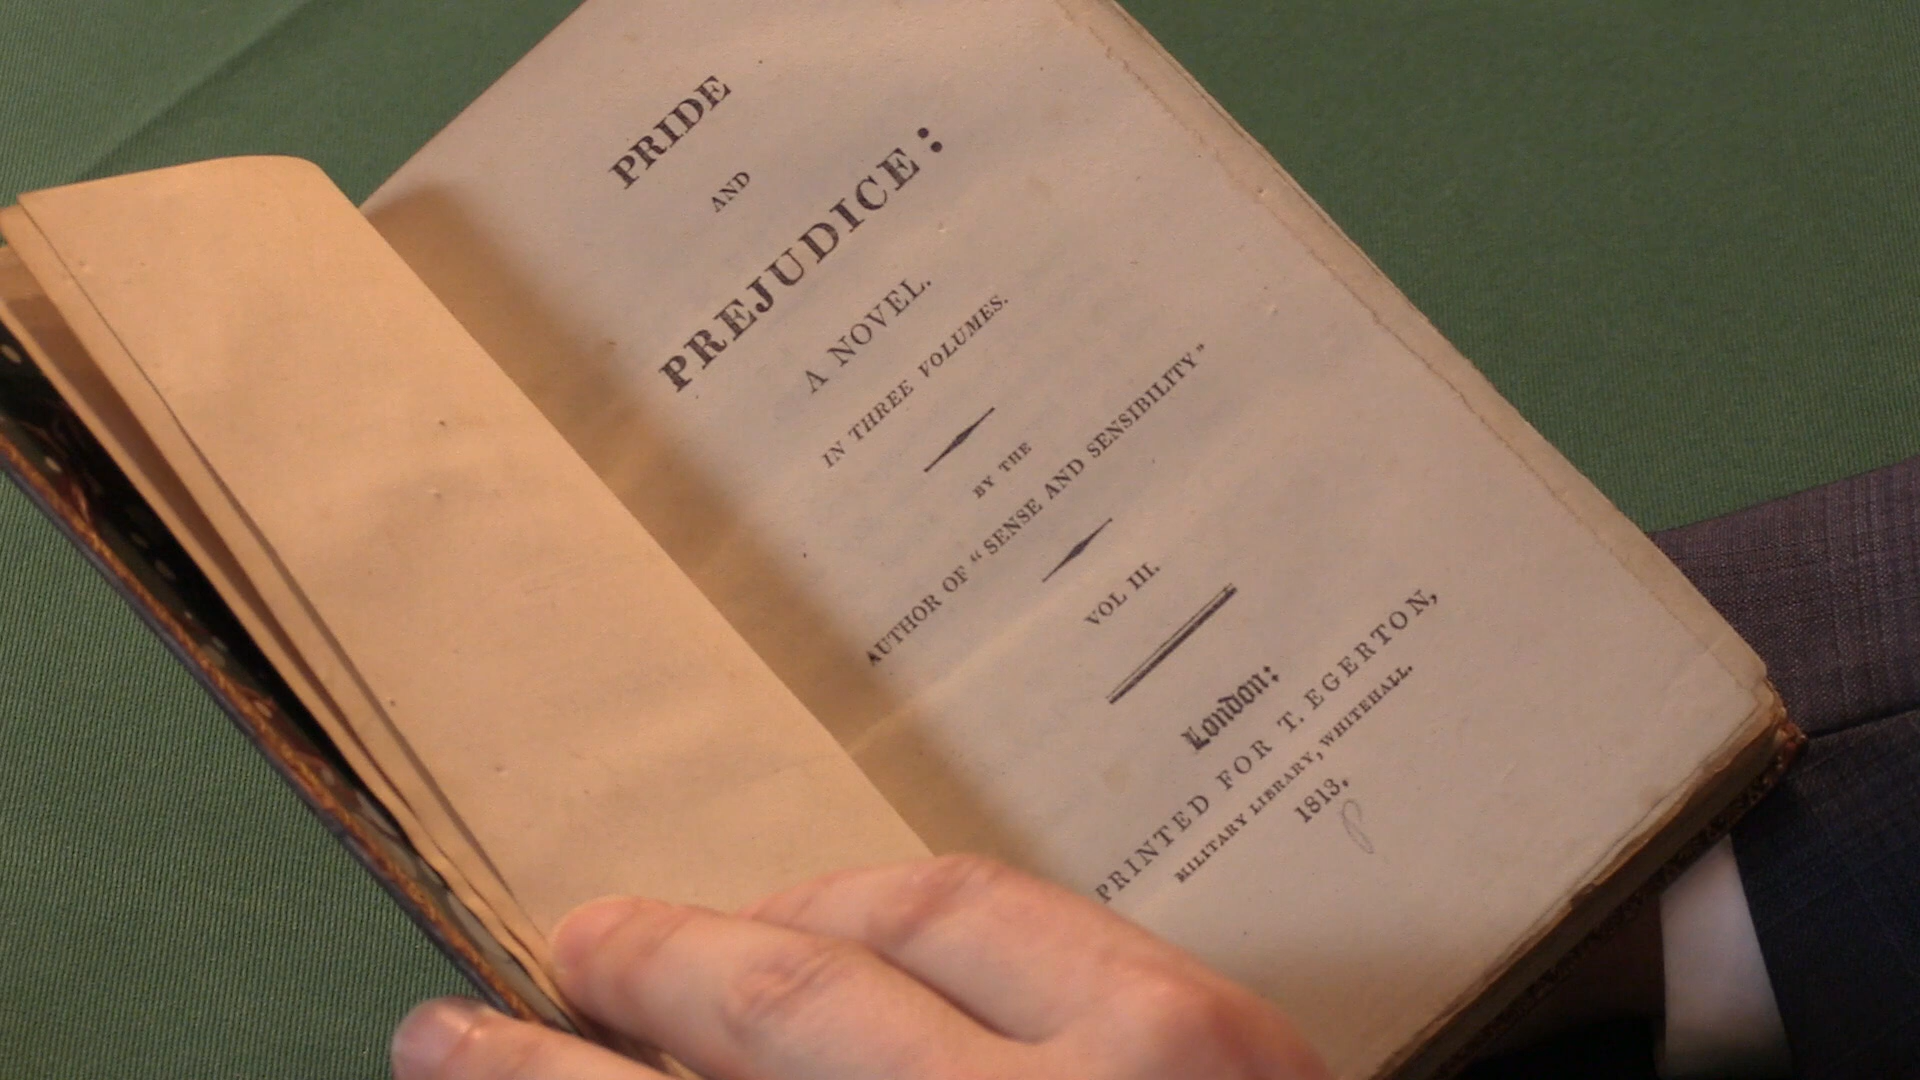 PRIDE
AND
PREJUDICE:
A NOVEL.
IN THREE VOLUMES.
BY THE
AUTHOR OF “SENSE AND SENSIBILITY”
VOL III.
London:
PRINTED FOR T. EGERTON,
MILITARY LIBRARY, WHITEHALL.
1813.